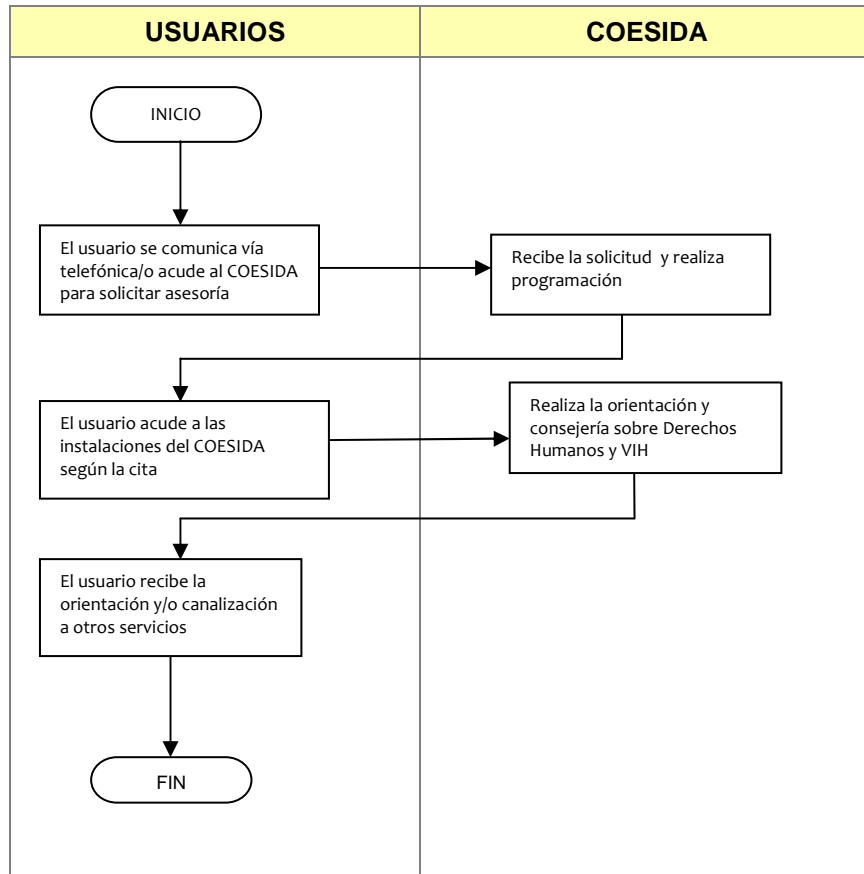 USUARIOS
COESIDA
INICIO
El usuario se comunica vía
telefónica/o acude al COESIDA
para solicitar asesoría
Recibe la solicitud y realiza
programación
El usuario acude a las
instalaciones del COESIDA
según la cita
Realiza la orientación y
consejería sobre Derechos
Humanos y VIH
El usuario recibe la
orientación y/o canalización
a otros servicios
FIN